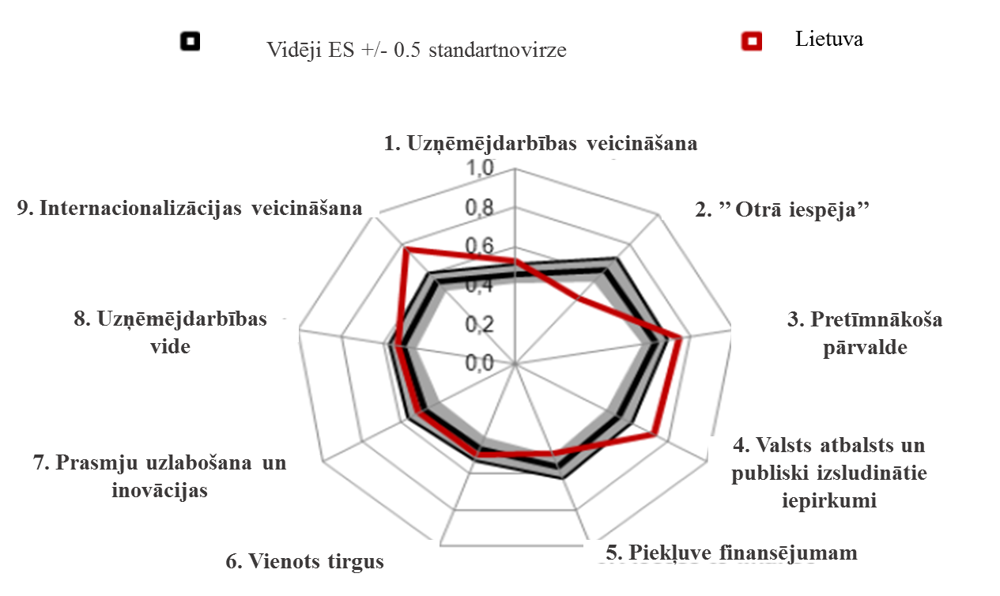 Vidēji ES +/- 0.5 standartnovirze
Lietuva
1. Uzņēmējdarbības veicināšana
1,0
0,8
0,6
0,4
0,2
0,0
2. ’’ Otrā iespēja’’
3. Pretīmnākoša
pārvalde
4. Valsts atbalsts un
publiski izsludinātie
iepirkumi
5. Piekļuve finansējumam
6. Vienots tirgus
7. Prasmju uzlabošana un
inovācijas
8. Uzņēmējdarbības
vide
9. Internacionalizācijas veicināšana